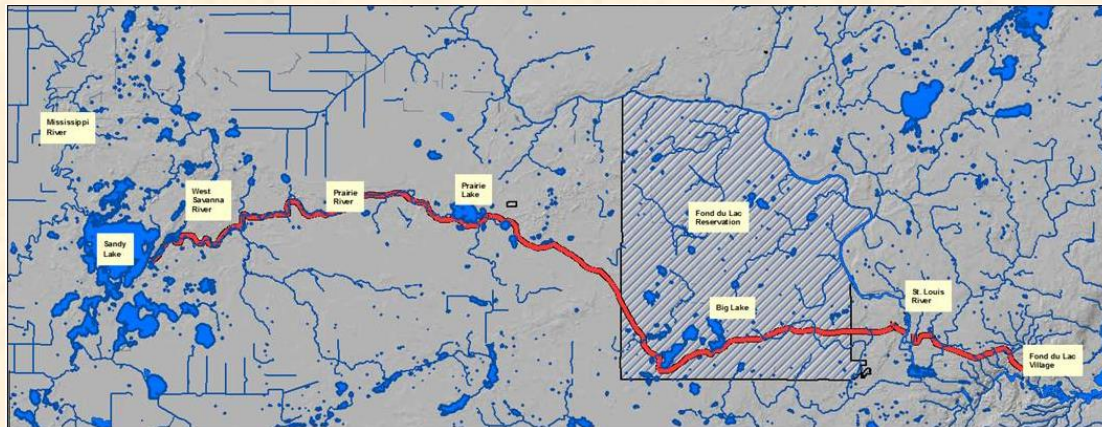 Mississippi
River
West
Savanna
River
Sandy
Lake
Prairie
River
Prairie
Lake
Fond du Lac
Reservation
Big Lake
St. Louis
River
Fond du Lac
Village